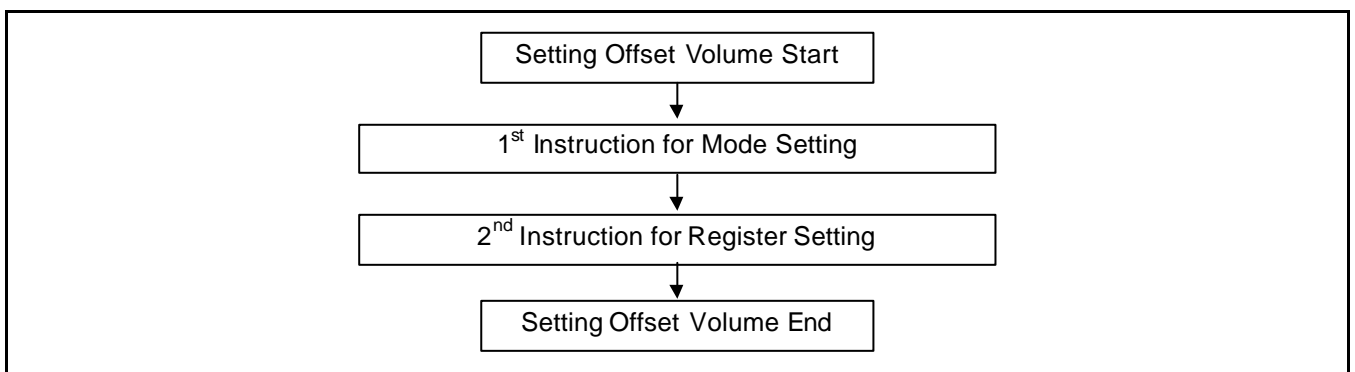 Setting Offset Volume Start
1st Instruction for Mode Setting
2nd Instruction for Register Setting
Setting Offset Volume End